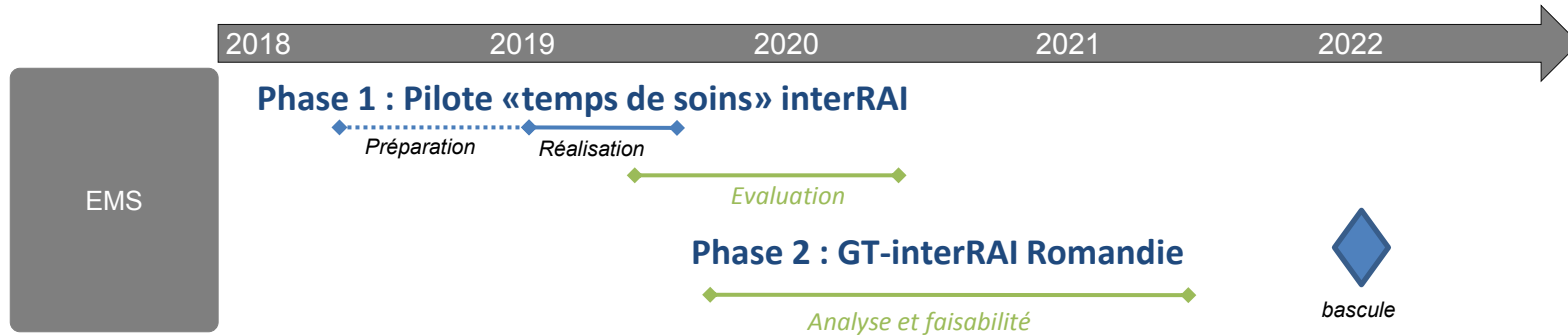 2018 2019 2020 2021 2022
Phase 1 : Pilote «temps de soins» interRAI
Préparation Réalisation
EMS
Evaluation
Phase 2 : GT-interRAI Romandie
bascule
Analyse et faisabilité